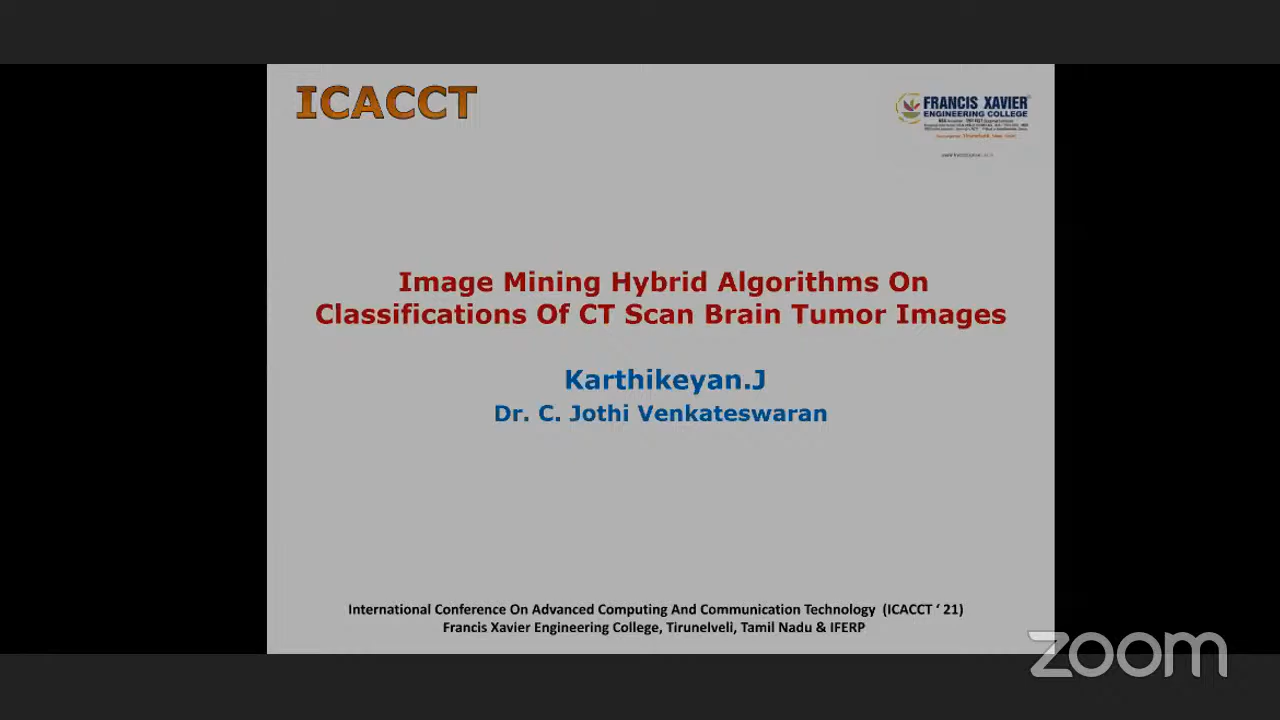 ICACCT
FRANCIS XAVIER
ENGINEERING COLLEGE
Image Mining Hybrid Algorithms On
Classifications Of CT Scan Brain Tumor Images
Karthikeyan.J
Dr. C. Jothi Venkateswaran
International Conference On Advanced Computing And Communication Technology (ICACCT ‘ 21)
Francis Xavier Engineering College, Tirunelveli, Tamil Nadu & IFERP
zoom